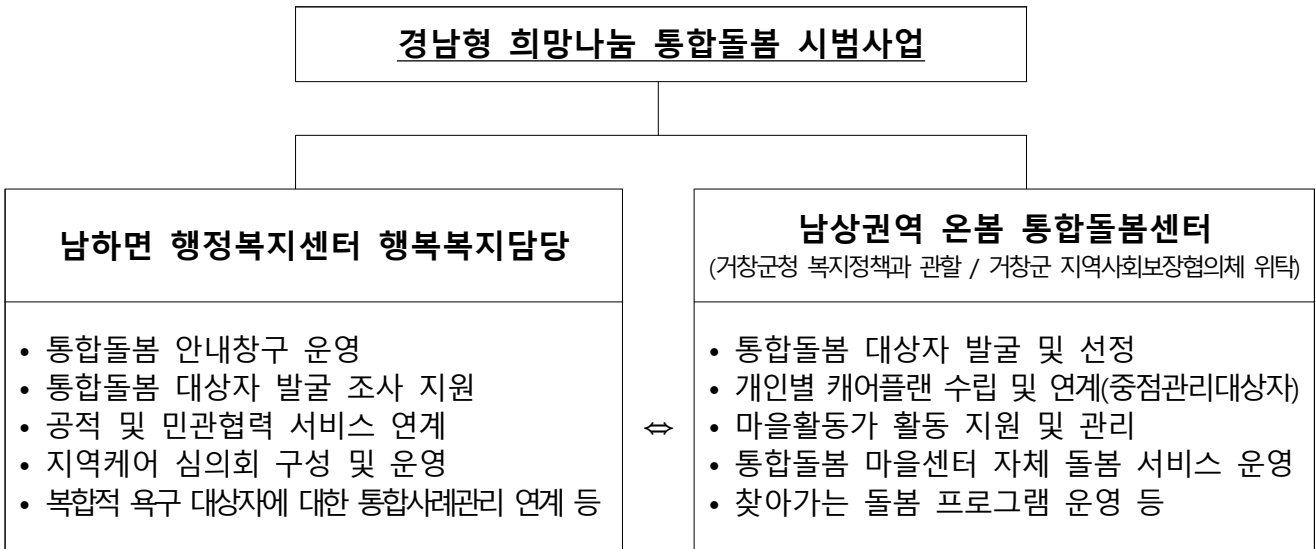 경남형 희망나눔 통합돌봄 시범사업
남하면 행정복지센터 행복복지담당
• 통합돌봄 안내창구 운영
• 통합돌봄 대상자 발굴 조사 지원
• 공적 및 민관협력 서비스 연계
• 지역케어 심의회 구성 및 운영
• 복합적 욕구 대상자에 대한 통합사례관리 연계 등
⇔
남상권역 온봄 통합돌봄센터
(거창군청 복지정책과 관할 / 거창군 지역사회보장협의체 위탁)
• 통합돌봄 대상자 발굴 및 선정
• 개인별 캐어플랜 수립 및 연계(중점관리대상자)
• 마을활동가 활동 지원 및 관리
• 통합돌봄 마을센터 자체 돌봄 서비스 운영
• 찾아가는 돌봄 프로그램 운영 등